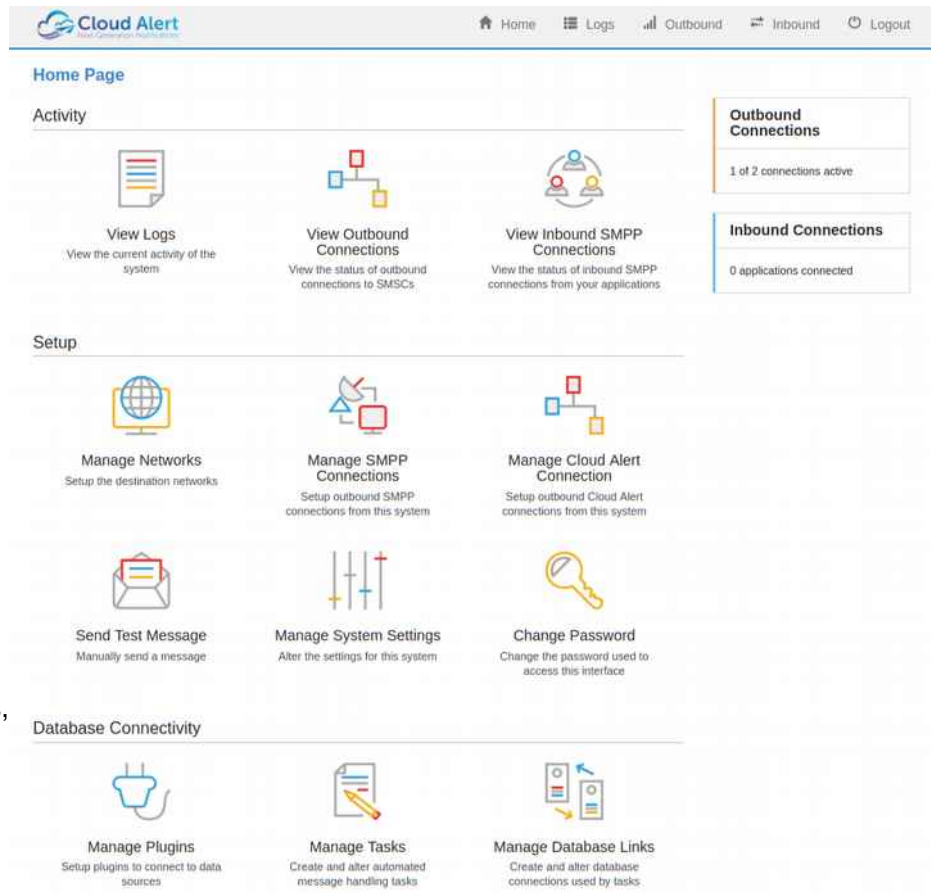 Cloud Alert
Next Generation Notifications
Home
Logs
Outbound
Inbound
Logout
Home Page
Activity
View Logs
View the current activity of the
system
View Outbound
Connections
View the status of outbound
connections to SMSCs
View Inbound SMPP
Connections
View the status of inbound SMPP
connections from your applications
Outbound
Connections
1 of 2 connections active
Inbound Connections
0 applications connected
Setup
Manage Networks
Setup the destination networks
Manage SMPP
Connections
Setup outbound SMPP
connections from this system
Manage Cloud Alert
Connection
Setup outbound Cloud Alert
connections from this system
Send Test Message
Manually send a message
Manage System Settings
Alter the settings for this system
Change Password
Change the password used to
access this interface
,
Database Connectivity
Manage Plugins
Setup plugins to connect to data
sources
Manage Tasks
Create and alter automated
message handling tasks
Manage Database Links
Create and alter database
connections used by tasks